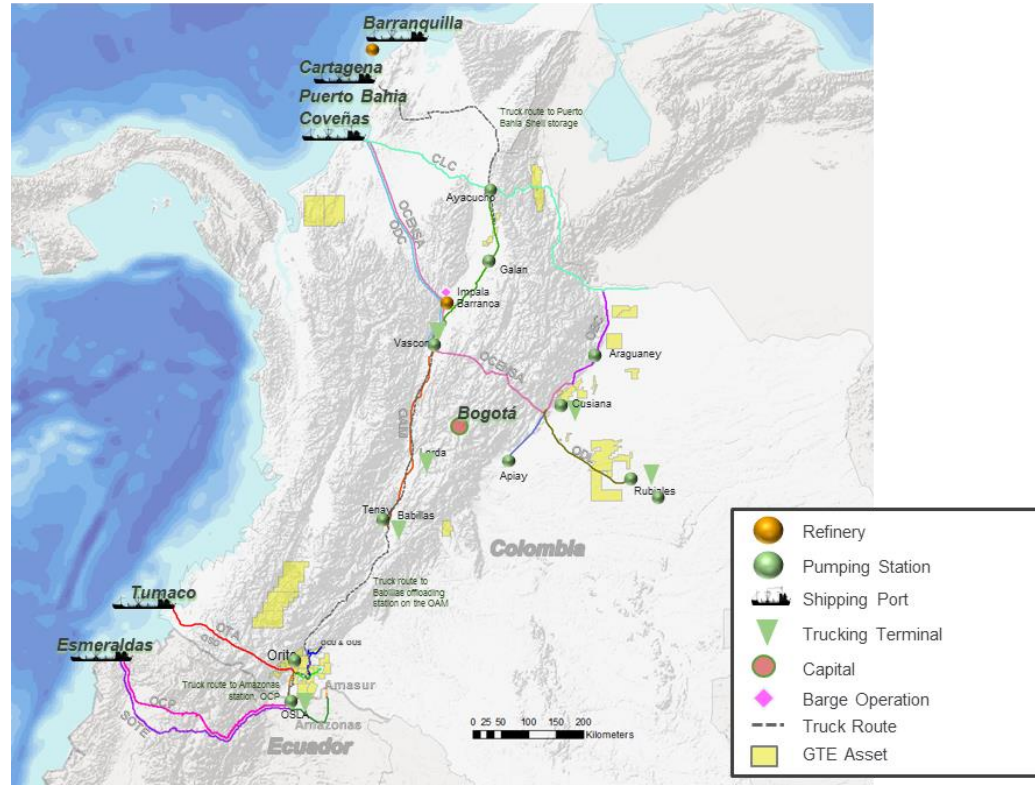 Barranquilla
Cartagena
Puerto Bahia
Coveñas
Truck route to Puerto
Bahia Shell storage
CLC
Ayacucho
OCENSA
ODC
Galan
Impala
Barranca
Vasconi
OCENSA
Araguaney
Cusiana
Bogotá
Apiay
ODL
Rubiales
Tenay
Babillas
Colombia
Truck route to
Babillas offloading
station on the OAM
Tumaco
OTA
Esmeraldas
Orito
OCU & OUS
Truck route to Amazonas
station, OCP
Amasur
OCP
SOTE
Amazonas
Ecuador
0 25 50 100 150 200
Kilometers
Refinery
Pumping Station
Shipping Port
Trucking Terminal
Capital
Barge Operation
Truck Route
GTE Asset